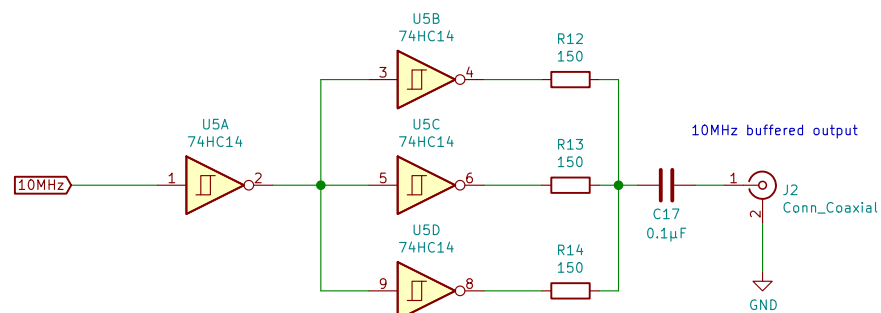 U5B
74HC14
3
4
R12
150
10MHz buffered output
U5A
74HC14
10MHz
1
2
U5C
74HC14
5
6
R13
150
C17
0.1µF
1
2
J2
Conn_Coaxial
U5D
74HC14
9
8
R14
150
GND